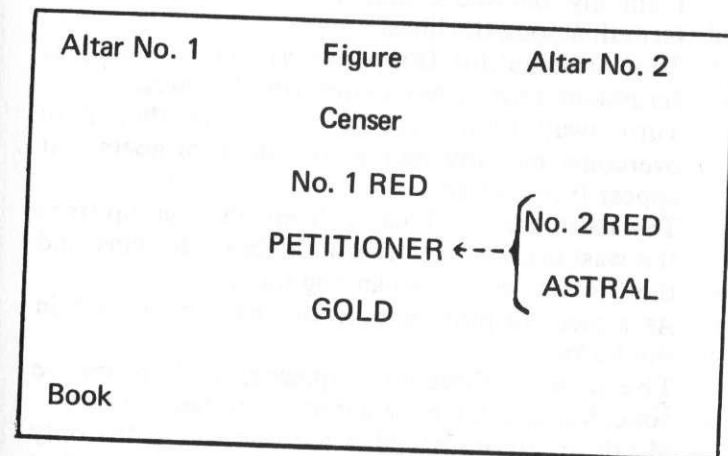 Altar No. 1 Figure Altar No. 2
Censer
No. 1 RED
No. 2 RED
PETITIONER
ASTRAL
GOLD
Book